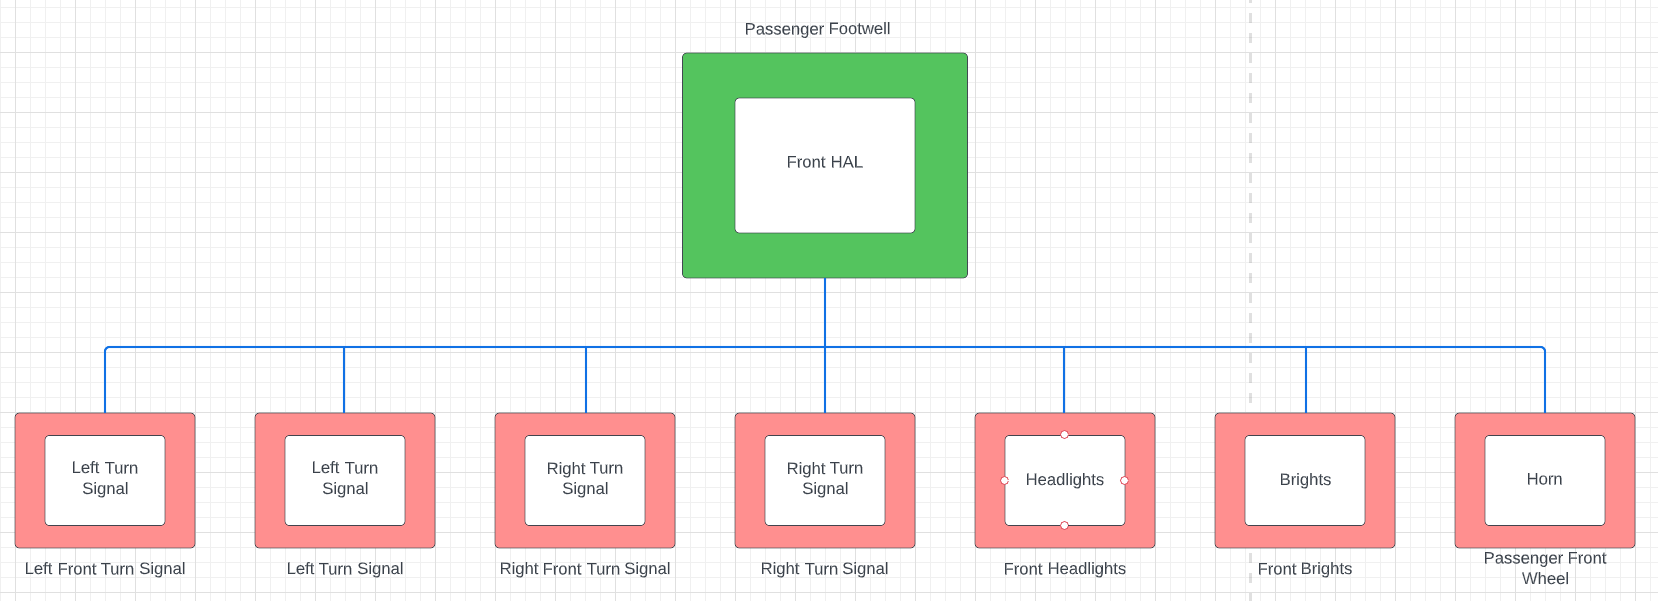 Passenger Footwell
Front HAL
Left Turn
Signal
Left Turn
Signal
Right Turn
Signal
Right Turn
Signal
Headlights
Brights
Horn
Left Front Turn Signal
Left Turn Signal
Right Front Turn Signal
Right Turn Signal
Front Headlights
Front Brights
Passenger Front
Wheel